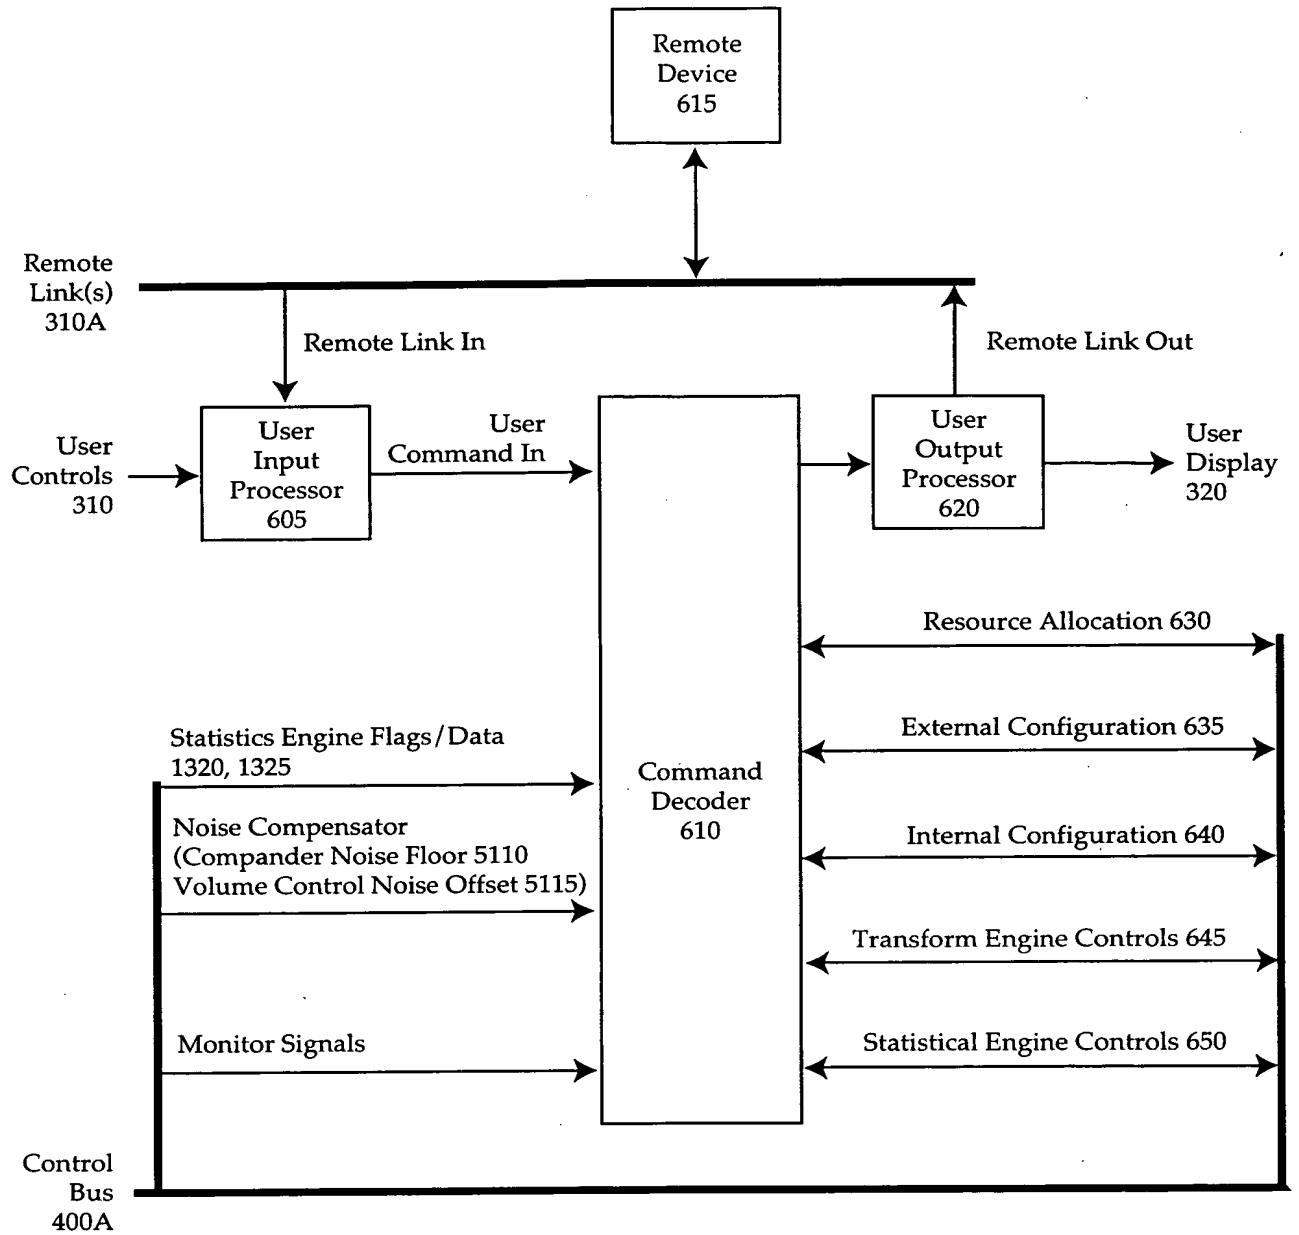 Remote
Device
615
Remote
Link(s)
310A
Remote Link In
Remote Link Out
User
Controls
310
User
Input
Processor
605
User
Command In
User
Output
Processor
620
User
Display
320
Resource Allocation 630
External Configuration 635
Internal Configuration 640
Transform Engine Controls 645
Statistical Engine Controls 650
Command
Decoder
610
Statistics Engine Flags/Data
1320, 1325
Noise Compensator
(Compander Noise Floor 5110
Volume Control Noise Offset 5115)
Monitor Signals
Control
Bus
400A